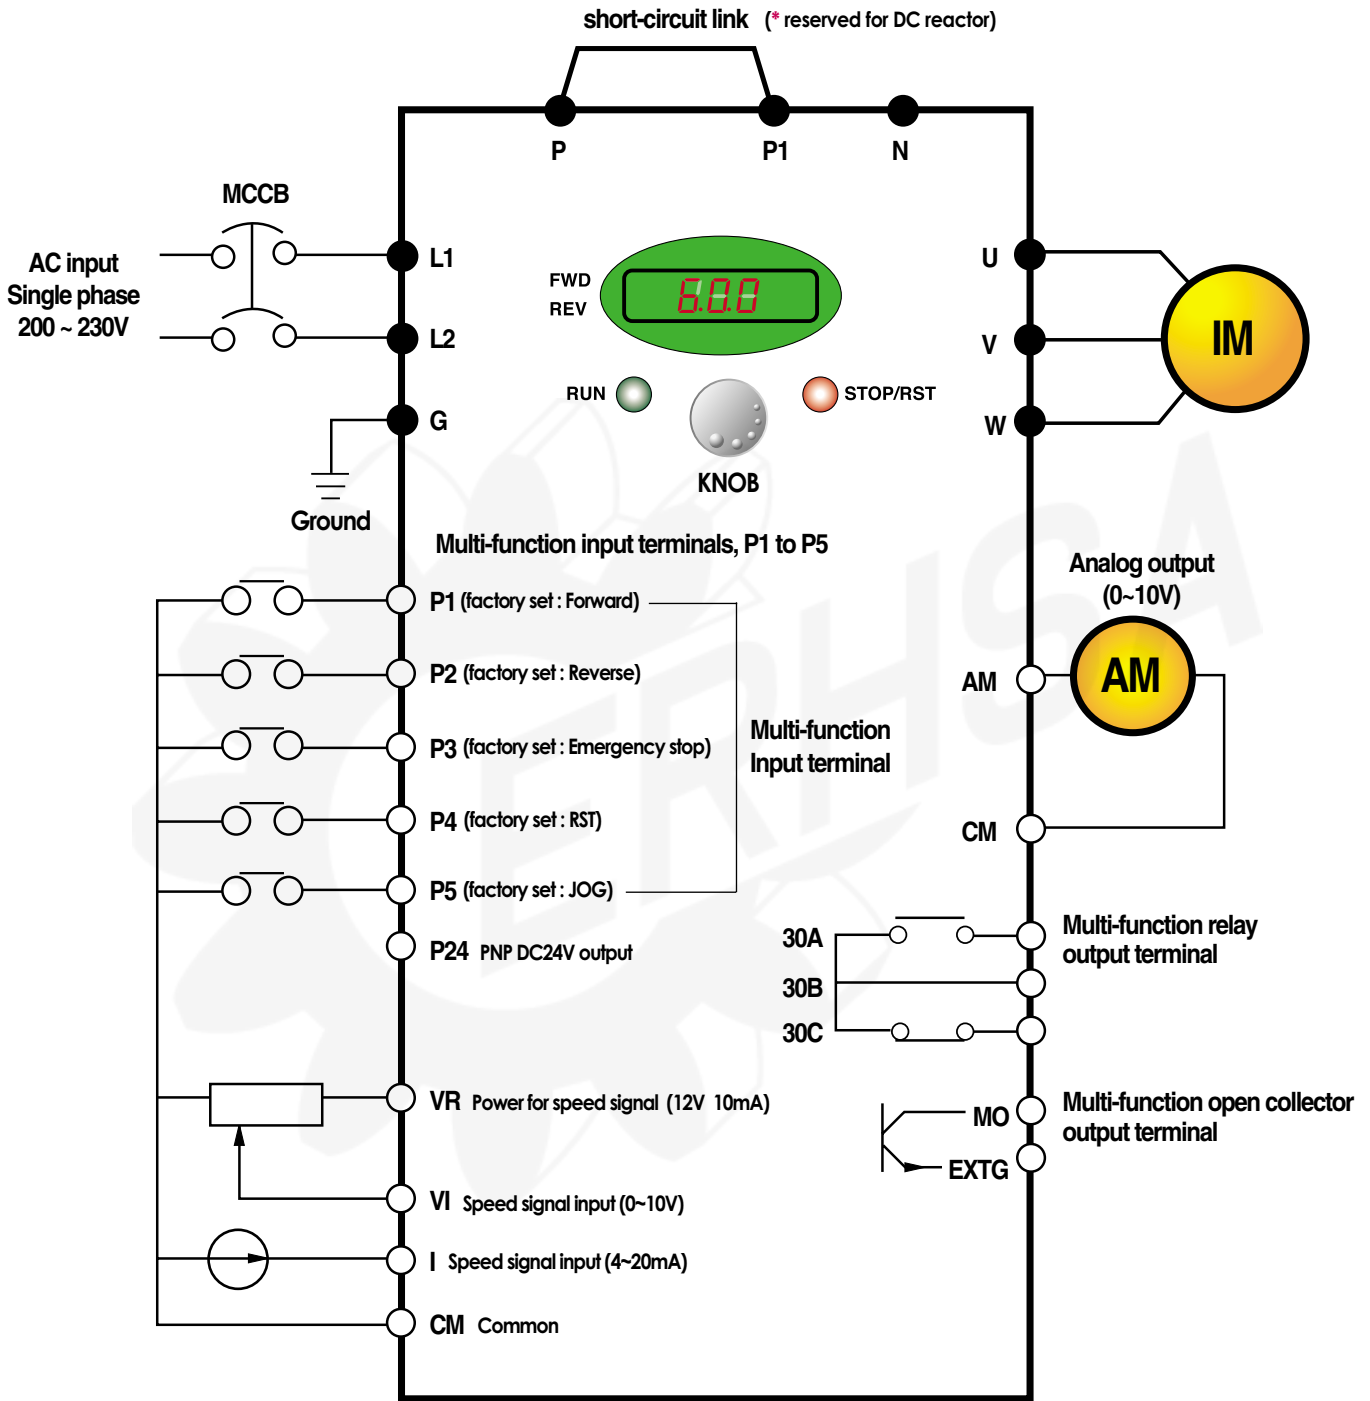 short-circuit link (* reserved for DC reactor)
P
P1
N
MCCB
AC input
Single phase
200 ~ 230V
L1
L2
G
Ground
FWD
REV
6.0.0
RUN
STOP/RST
KNOB
U
V
W
IM
Multi-function input terminals, P1 to P5
P1 (factory set : Forward)
P2 (factory set : Reverse)
P3 (factory set : Emergency stop)
P4 (factory set : RST)
P5 (factory set : JOG)
Multi-function
Input terminal
P24 PNP DC24V output
VR Power for speed signal (12V 10mA)
VI Speed signal input (0~10V)
I Speed signal input (4~20mA)
CM Common
Analog output
(0~10V)
AM
AM
CM
30A
30B
30C
Multi-function relay
output terminal
MO
EXTG
Multi-function open collector
output terminal
ERHSA